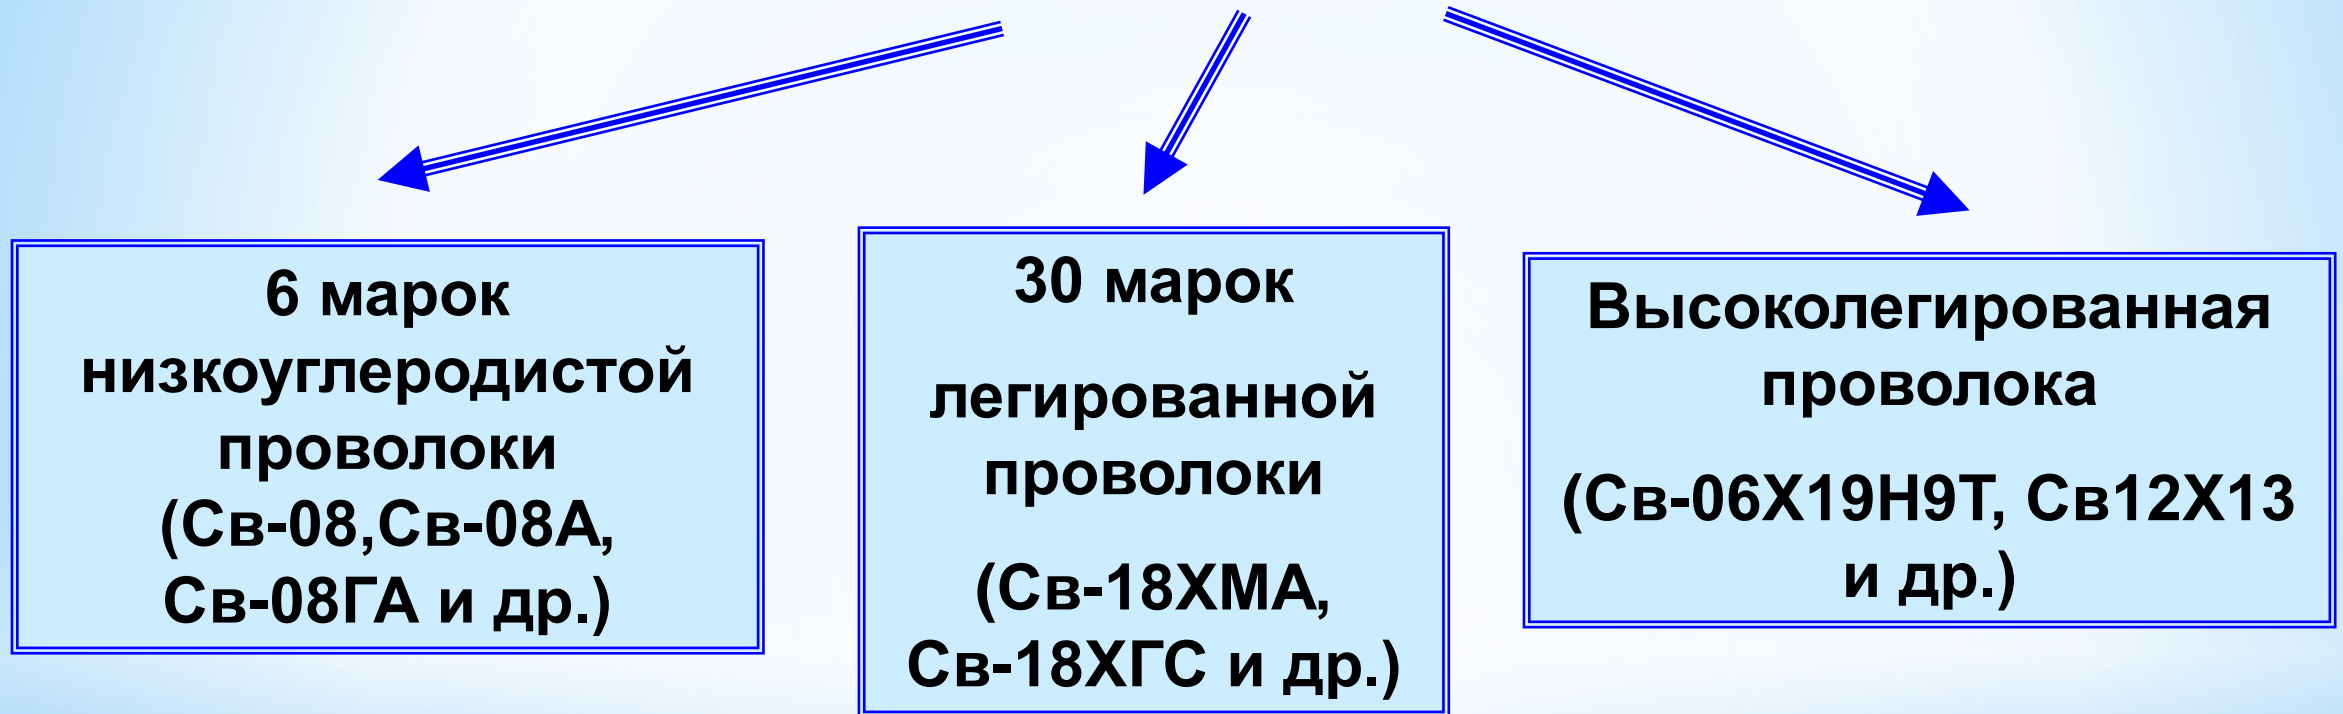 6 марок
низкоуглеродистой
проволоки
(Св-08,Св-08А,
Св-08ГА и др.)
30 марок
легированной
проволоки
(Св-18ХМА,
Св-18ХГС и др.)
Высоколегированная
проволока
(Св-06Х19Н9Т, Св12Х13
и др.)